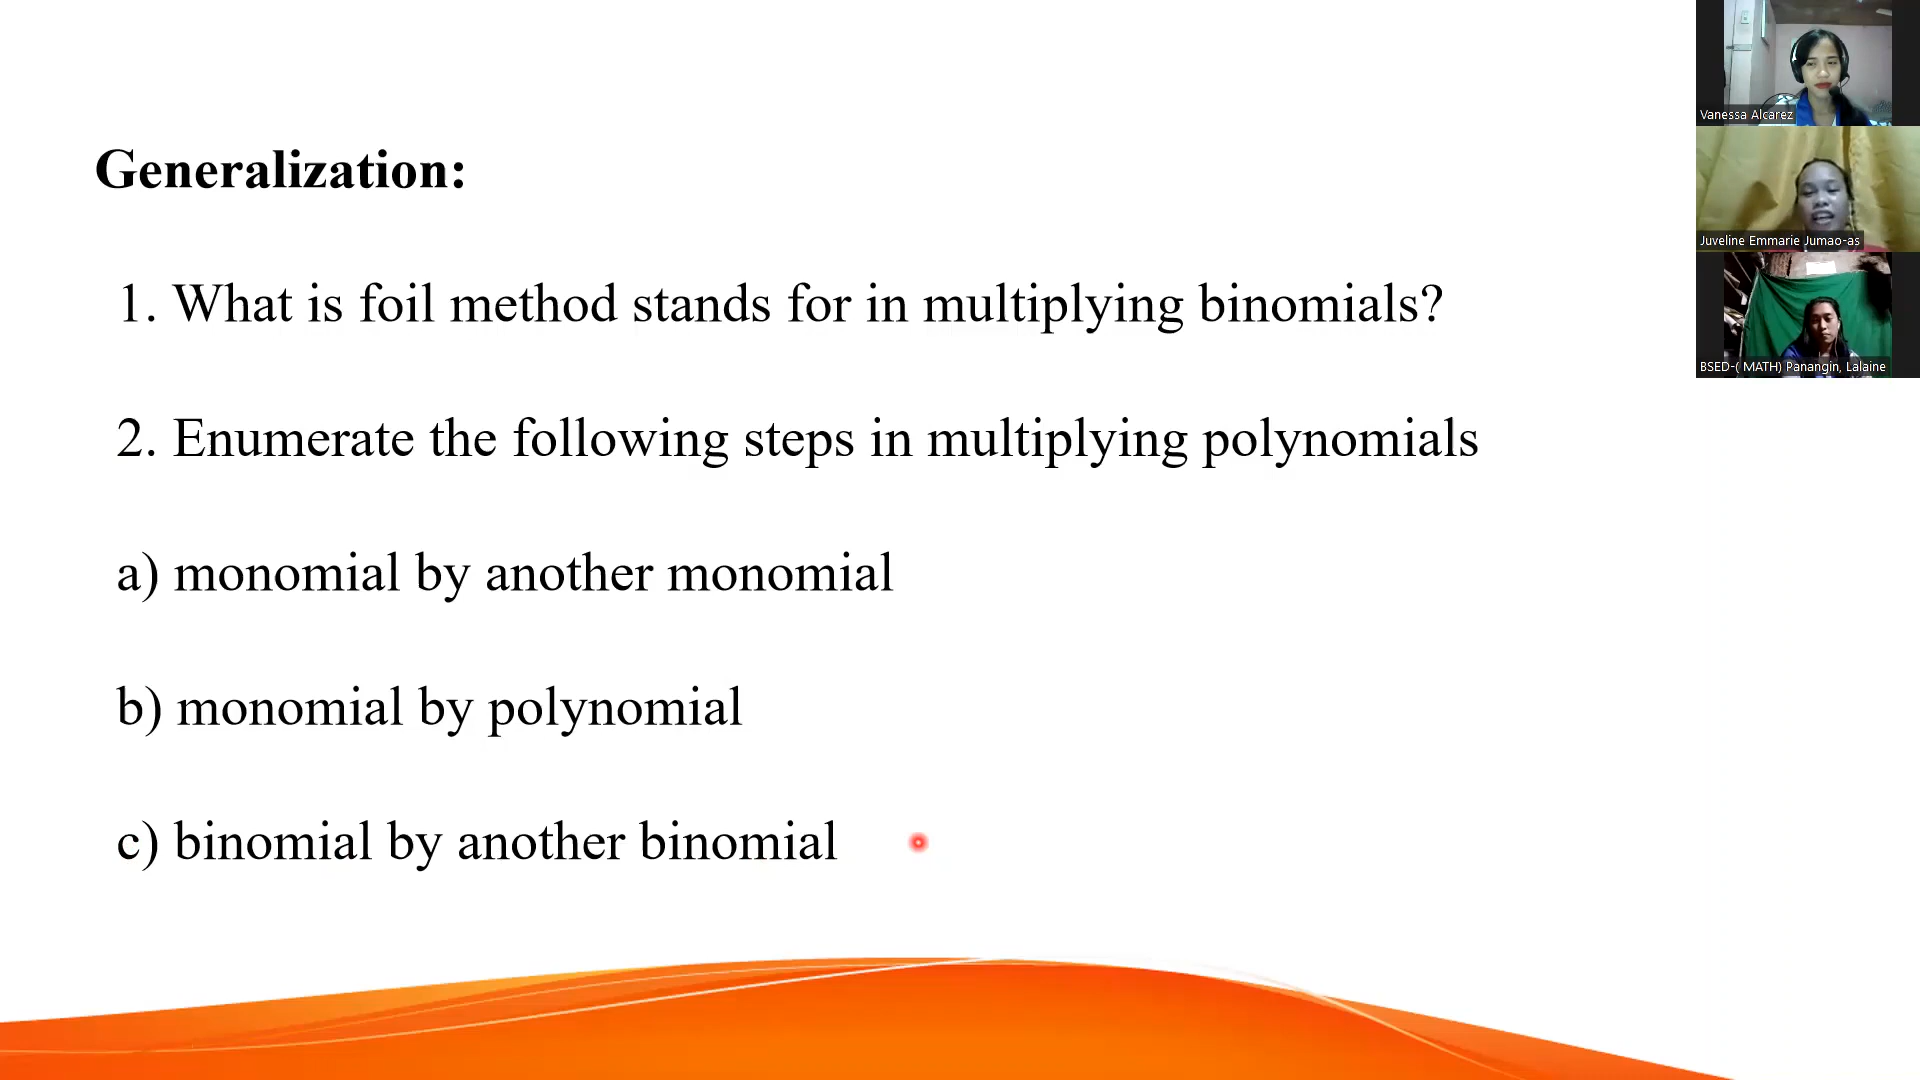 Generalization:
1. What is foil method stands for in multiplying binomials?
2. Enumerate the following steps in multiplying polynomials
a) monomial by another monomial
b) monomial by polynomial
c) binomial by another binomial
Vanessa Alcarez
Juveline Emmarie Jumao-as
BSED-( MATH) Panangin, Lalaine